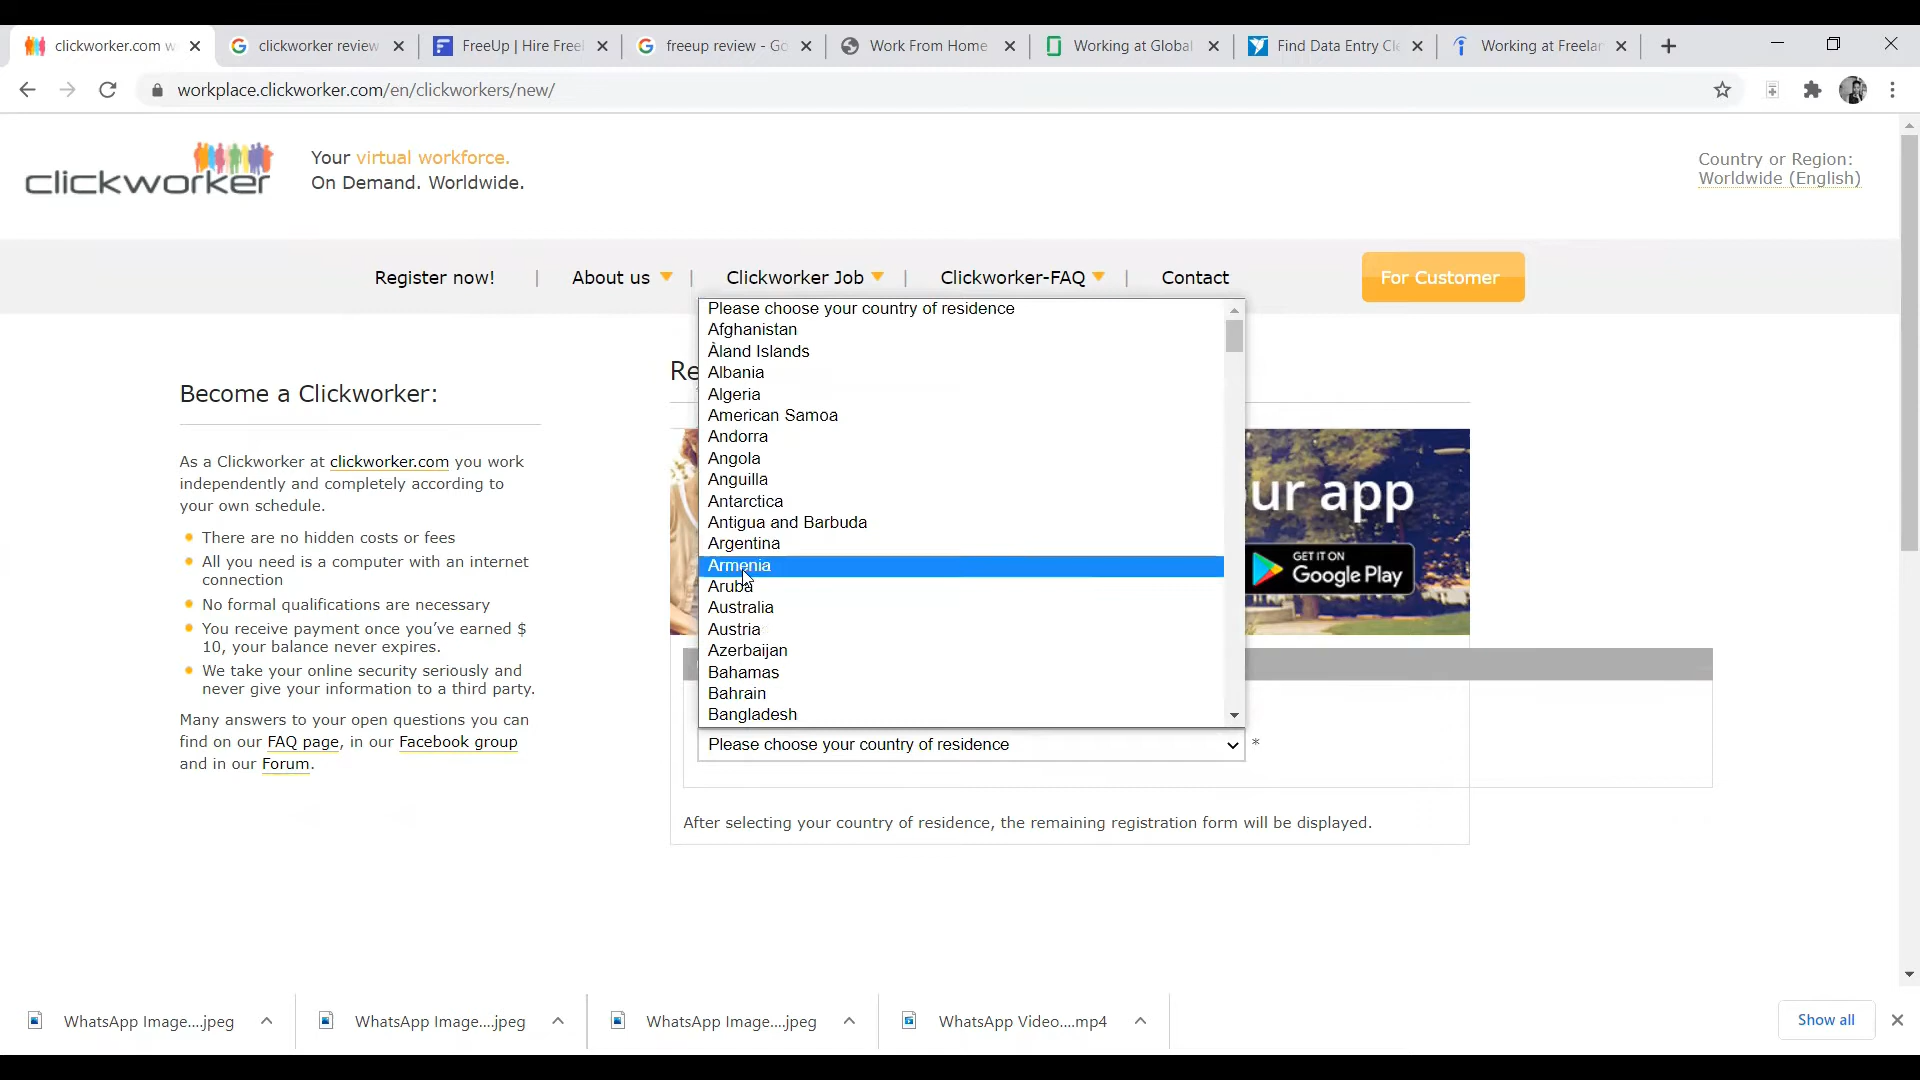 clickworker.com w
clickworker review
FreeUp | Hire Free
freeup review - Go
Work From Home
Working at Global
Find Data Entry Cle
Working at Freelan
workplace.clickworker.com/en/clickworkers/new/
clickworker
Your virtual workforce.
On Demand. Worldwide.
Country or Region:
Worldwide (English)
Register now!
About us
Clickworker Job
Clickworker-FAQ
Contact
For Customer
Become a Clickworker:
As a Clickworker at clickworker.com you work
independently and completely according to
your own schedule.
There are no hidden costs or fees
All you need is a computer with an internet
connection
No formal qualifications are necessary
You receive payment once you've earned $
10, your balance never expires.
We take your online security seriously and
never give your information to a third party.
Many answers to your open questions you can
find on our FAQ page, in our Facebook group
and in our Forum.
Re
Please choose your country of residence
Afghanistan
Àland Islands
Albania
Algeria
American Samoa
Andorra
Angola
Anguilla
Antarctica
Antigua and Barbuda
Argentina
Armenia
Aruba
Australia
Austria
Azerbaijan
Bahamas
Bahrain
Bangladesh
ur app
GET IT ON
Google Play
Please choose your country of residence
*
After selecting your country of residence, the remaining registration form will be displayed.
WhatsApp Image....jpeg
WhatsApp Image....jpeg
WhatsApp Image....jpeg
WhatsApp Video....mp4
Show all